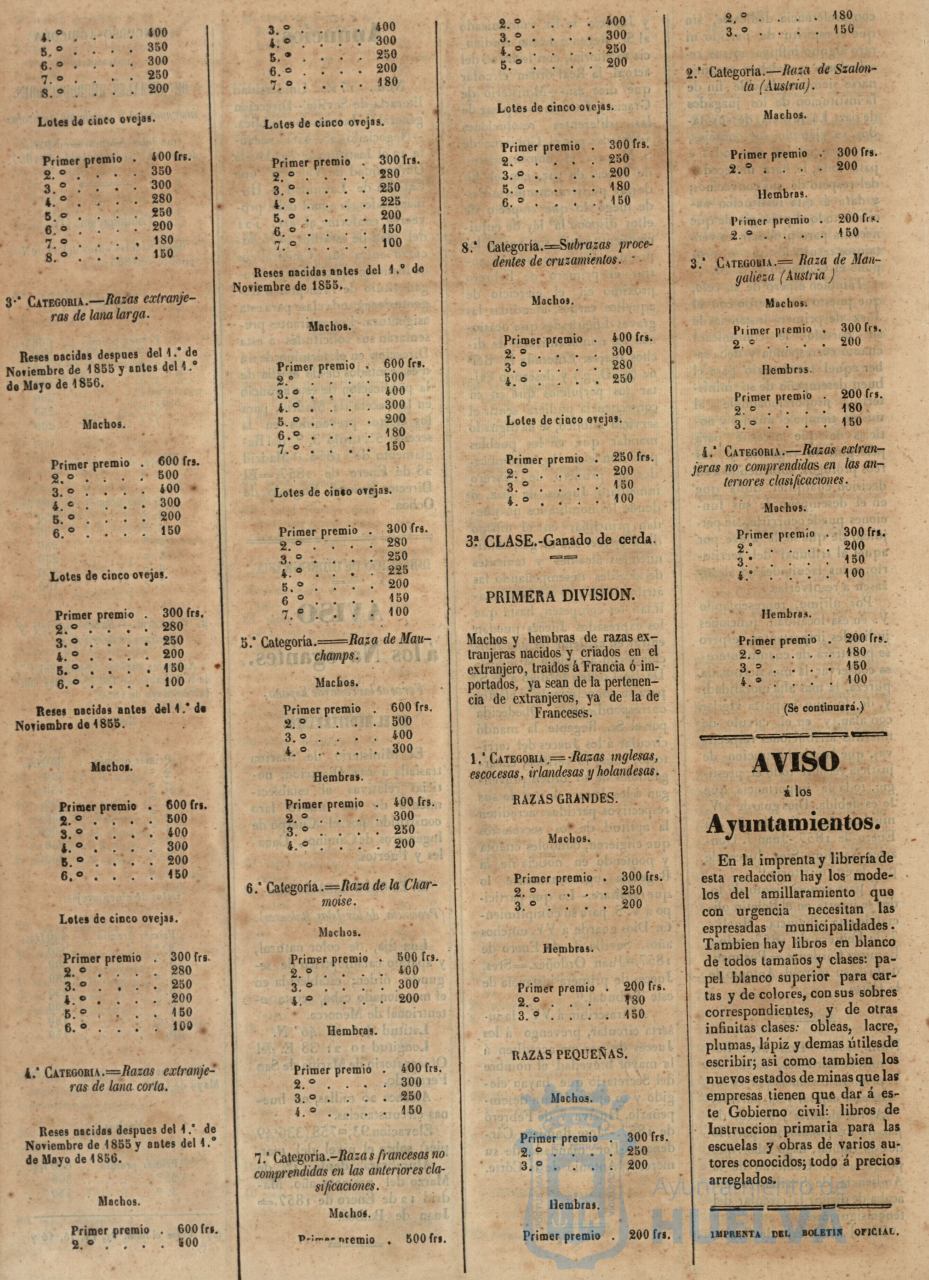 4.º . . . . 400
5.º . . . . 350
6.º . . . . 300
7.º . . . . 250
8.º . . . . 200
Lotes de cinco ovejas.
Primer premio . 400 frs.
2.º . . . . 350
3.º . . . . 300
4.º . . . . 280
5.º . . . . 250
6.º . . . . 200
7.º . . . . 180
8.º . . . . 150
3.ª CATEGORIA.—Razas extranje-
ras de lana larga.
Reses nacidas despues del 1.º de
Noviembre de 1855 y antes del 1.º
de Mayo de 1856.
Machos.
Primer premio . 600 frs.
2.º . . . . 500
3.º . . . . 400
4.º . . . . 300
5.º . . . . 200
6.º . . . . 150
Lotes de cinco ovejas.
Primer premio . 300 frs.
2.º . . . . 280
3.º . . . . 250
4.º . . . . 200
5.º . . . . 150
6.º . . . . 100
Reses nacidas antes del 1.º de
Noviembre de 1855.
Machos.
Primer premio . 600 frs.
2.º . . . . 500
3.º . . . . 400
4.º . . . . 300
5.º . . . . 200
6.º . . . . 150
Lotes de cinco ovejas.
Primer premio . 300 frs.
2.º . . . . 280
3.º . . . . 250
4.º . . . . 200
5.º . . . . 150
6.º . . . . 100
4.ª CATEGORIA.=Razas extranje-
ras de lana corta.
Reses nacidas despues del 1.º de
Noviembre de 1855 y antes del 1.º
de Mayo de 1856.
Machos.
Primer premio . 600 frs.
2.º . . . . 500
3.º . . . . 400
4.º . . . . 300
5.º . . . . 250
6.º . . . . 200
7.º . . . . 180
Lotes de cinco ovejas.
Primer premio . 300 frs.
2.º . . . . 280
3.º . . . . 250
4.º . . . . 225
5.º . . . . 200
6.º . . . . 150
7.º . . . . 100
Reses nacidas antes del 1.º de
Noviembre de 1855.
Machos.
Primer premio . 600 frs.
2.º . . . . 500
3.º . . . . 400
4.º . . . . 300
5.º . . . . 200
6.º . . . . 180
7.º . . . . 150
Lotes de cinco ovejas.
Primer premio . 300 frs.
2.º . . . . 280
3.º . . . . 250
4.º . . . . 225
5.º . . . . 200
6 º . . . . 150
7.º . . . . 100
5.ª Categoría.==Raza de Mau-
champs.
Machos.
Primer premio . 600 frs.
2.º . . . . 500
3.º . . . . 400
4.º . . . . 300
Hembras.
Primer premio . 400 frs.
2.º . . . . 300
3.º . . . . 250
4.º . . . . 200
6.ª Categoría.=Raza de la Char-
moise.
Machos.
Primer premio . 500 frs.
2.º . . . . 400
3.º . . . . 300
4.º . . . . 200
Hembras.
Primer premio . 400 frs.
2.º . . . . 300
3.º . . . . 250
4.º . . . . 150
7.ª Categoría.-Razas francesas no
comprendidas en las anteriores cla-
sificaciones.
Machos.
Primer premio . 500 frs.
2.º . . . . 400
3.º . . . . 300
4.º . . . . 250
5.º . . . . 200
Lotes de cinco ovejas.
Primer premio . 300 frs.
2.º . . . . 250
3.º . . . . 200
5.º . . . . 180
6.º . . . . 150
8.ª Categoría.=Subrazas proce-
dentes de cruzamientos.
Machos.
Primer premio . 400 frs.
2.º . . . . 300
3.º . . . . 280
4.º . . . . 250
Lotes de cinco ovejas.
Primer premio . 250 frs.
2.º . . . . 200
3.º . . . . 150
4.º . . . . 100
3.ª CLASE.-Ganado de cerda.
PRIMERA DIVISION.
Machos y hembras de razas ex-
tranjeras nacidos y criados en el
extranjero, traidos á Francia ó im-
portados, ya sean de la pertenen-
cia de extranjeros, ya de la de
Franceses.
1.ª CATEGORIA.=-Razas inglesas,
escocesas, irlandesas y holandesas.
RAZAS GRANDES.
Machos.
Primer premio . 300 frs.
2.º . . . . 250
3.º . . . . 200
Hembras.
Primer premio . 200 frs.
2.º . . . 180
3.º . . . . 150
RAZAS PEQUEÑAS.
Machos.
Primer premio . 300 frs.
2.º . . . . 250
3.º . . . . 200
Hembras.
Primer premio . 200 frs.
2.º . . . . 180
3.º . . . . 150
2.ª Categoría.—Raza de Szalon-
tá (Austria).
Machos.
Primer premio . 300 frs.
2.º . . . . 200
Hembras.
Primer premio . 200 frs.
2.º . . . . 150
3.ª CATEGORIA.= Raza de Man-
galieza (Austria )
Machos.
Primer premio . 300 frs.
2.º . . . . 200
Hembras.
Primer premio . 200 frs.
2.º . . . . 180
3.º . . . . 150
4.ª CATEGORIA.—Razas extran-
jeras no comprendidas en las an-
teriores clasificaciones.
Machos.
Primer premio . 300 frs.
2.º . . . . 200
3.º . . . . 150
4.º . . . . 100
Hembras.
Primer premio . 200 frs.
2.º . . . . 180
3.º . . . . 150
4.º . . . . 100
(Se continuará.)
AVISO
á los
Ayuntamientos.
En la imprenta y librería de
esta redaccion hay los mode-
los del amillaramiento que
con urgencia necesitan las
espresadas municipalidades.
Tambien hay libros en blanco
de todos tamaños y clases: pa-
pel blanco superior para car-
tas y de colores, con sus sobres
correspondientes, y de otras
infinitas clases: obleas, lacre,
plumas, lápiz y demas útiles de
escribir; asi como tambien los
nuevos estados de minas que las
empresas tienen que dar á es-
te Gobierno civil: libros de
Instruccion primaria para las
escuelas y obras de varios au-
tores conocidos; todo á precios
arreglados.
Ayuntamiento de
HUELVA
IMPRENTA DEL BOLETIN OFICIAL.